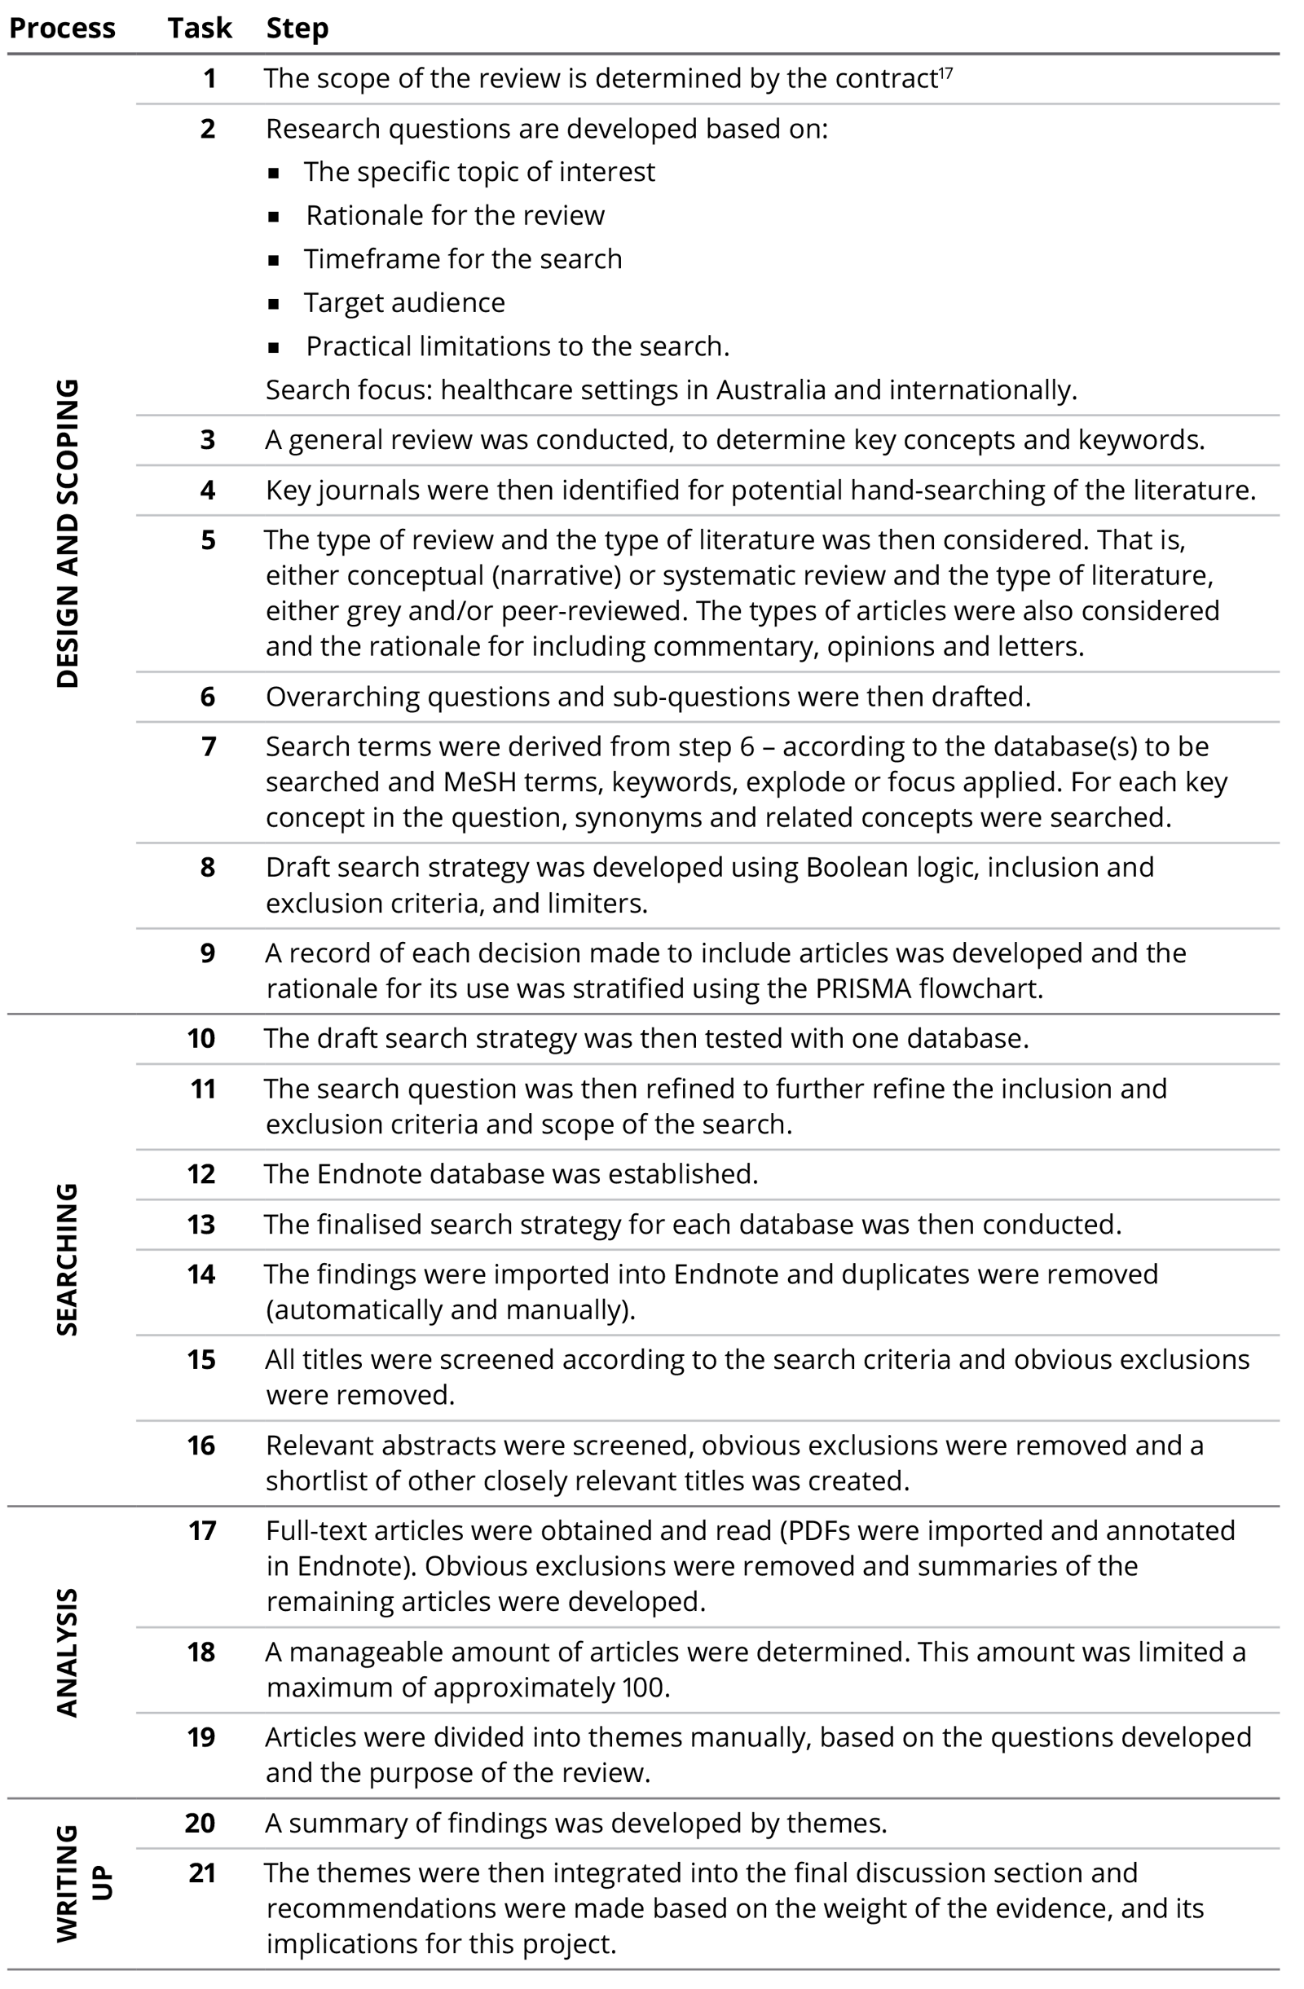 Process Task Step
DESIGN AND SCOPING
1 The scope of the review is determined by the contract17
2 Research questions are developed based on:
▪ The specific topic of interest
▪ Rationale for the review
▪ Timeframe for the search
▪ Target audience
▪ Practical limitations to the search.
Search focus: healthcare settings in Australia and internationally.
3 A general review was conducted, to determine key concepts and keywords.
4 Key journals were then identified for potential hand-searching of the literature.
5 The type of review and the type of literature was then considered. That is,
either conceptual (narrative) or systematic review and the type of literature,
either grey and/or peer-reviewed. The types of articles were also considered
and the rationale for including commentary, opinions and letters.
6 Overarching questions and sub-questions were then drafted.
7 Search terms were derived from step 6 – according to the database(s) to be
searched and MeSH terms, keywords, explode or focus applied. For each key
concept in the question, synonyms and related concepts were searched.
8 Draft search strategy was developed using Boolean logic, inclusion and
exclusion criteria, and limiters.
9 A record of each decision made to include articles was developed and the
rationale for its use was stratified using the PRISMA flowchart.
SEARCHING
10 The draft search strategy was then tested with one database.
11 The search question was then refined to further refine the inclusion and
exclusion criteria and scope of the search.
12 The Endnote database was established.
13 The finalised search strategy for each database was then conducted.
14 The findings were imported into Endnote and duplicates were removed
(automatically and manually).
15 All titles were screened according to the search criteria and obvious exclusions
were removed.
16 Relevant abstracts were screened, obvious exclusions were removed and a
shortlist of other closely relevant titles was created.
ANALYSIS
17 Full-text articles were obtained and read (PDFs were imported and annotated
in Endnote). Obvious exclusions were removed and summaries of the
remaining articles were developed.
18 A manageable amount of articles were determined. This amount was limited a
maximum of approximately 100.
19 Articles were divided into themes manually, based on the questions developed
and the purpose of the review.
WRITING
UP
20 A summary of findings was developed by themes.
21 The themes were then integrated into the final discussion section and
recommendations were made based on the weight of the evidence, and its
implications for this project.